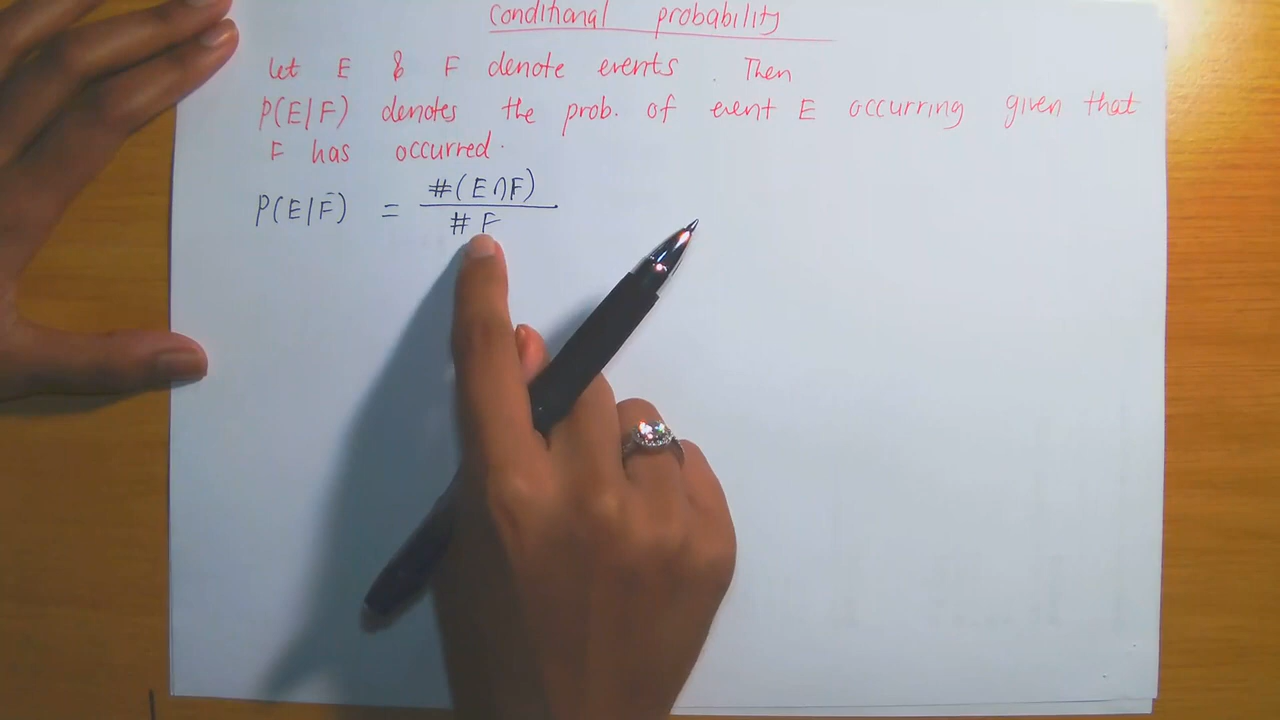 Conditional probability
Let E & F denote events. Then
P(E|F) denotes the prob. of event E occurring given that
F has occurred.
P(E|F) = #(E∩F) / #F